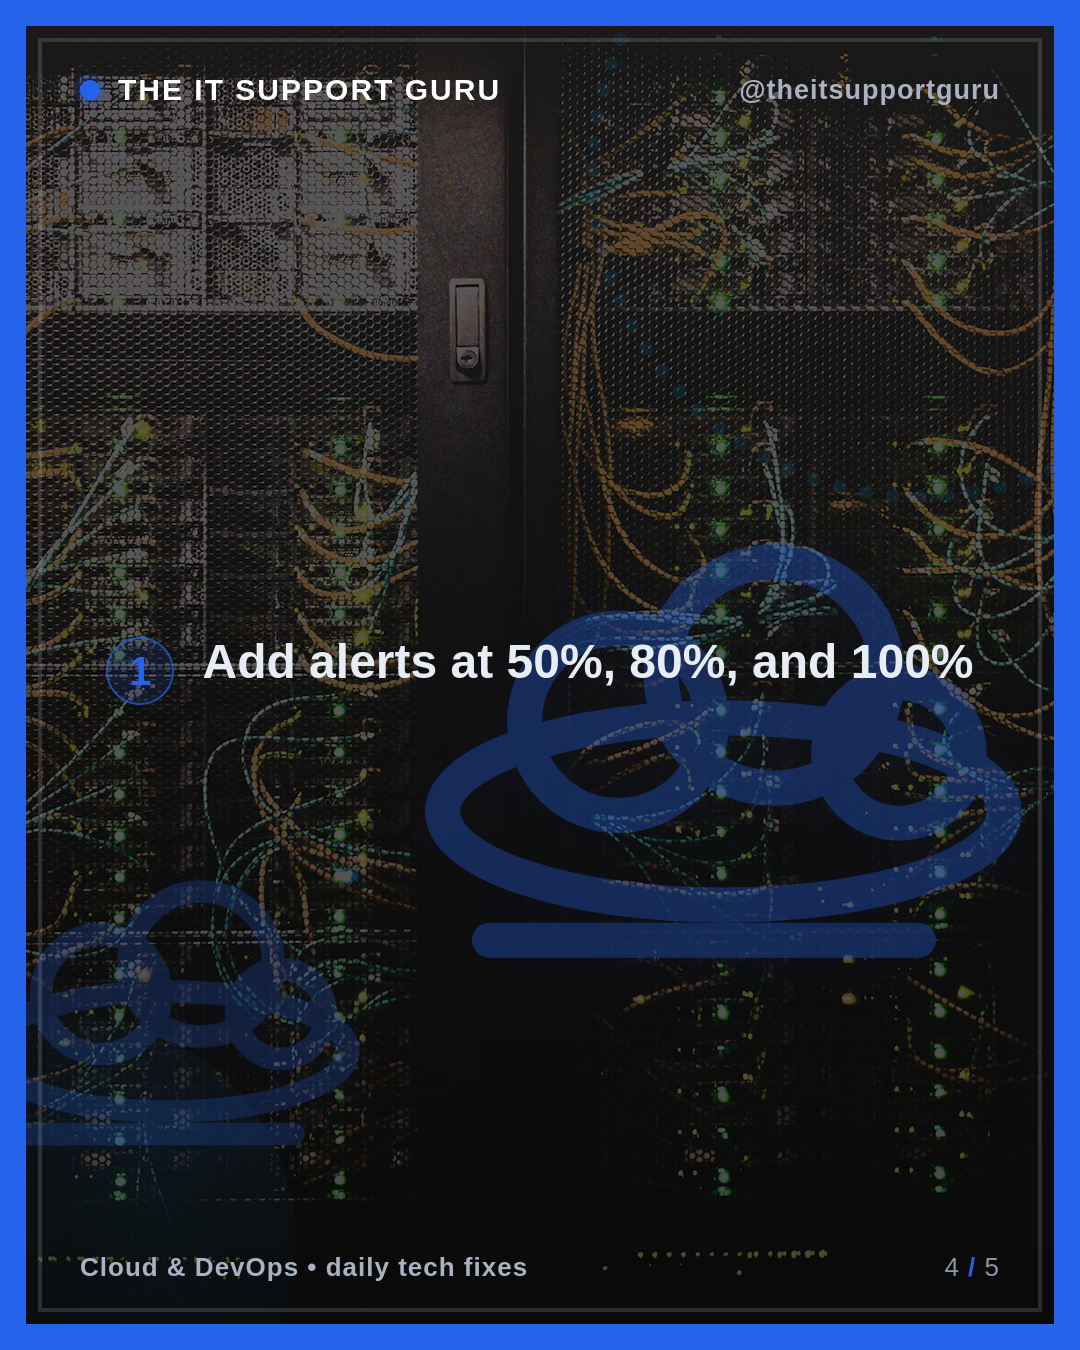 THE IT SUPPORT GURU
@theitsupportguru
1 Add alerts at 50%, 80%, and 100%
Cloud & DevOps • daily tech fixes
4 / 5